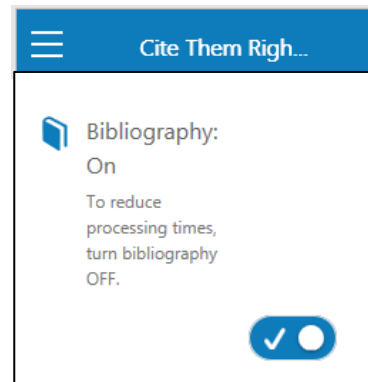 Cite Them Righ...
Bibliography:
On
To reduce
processing times,
turn bibliography
OFF.